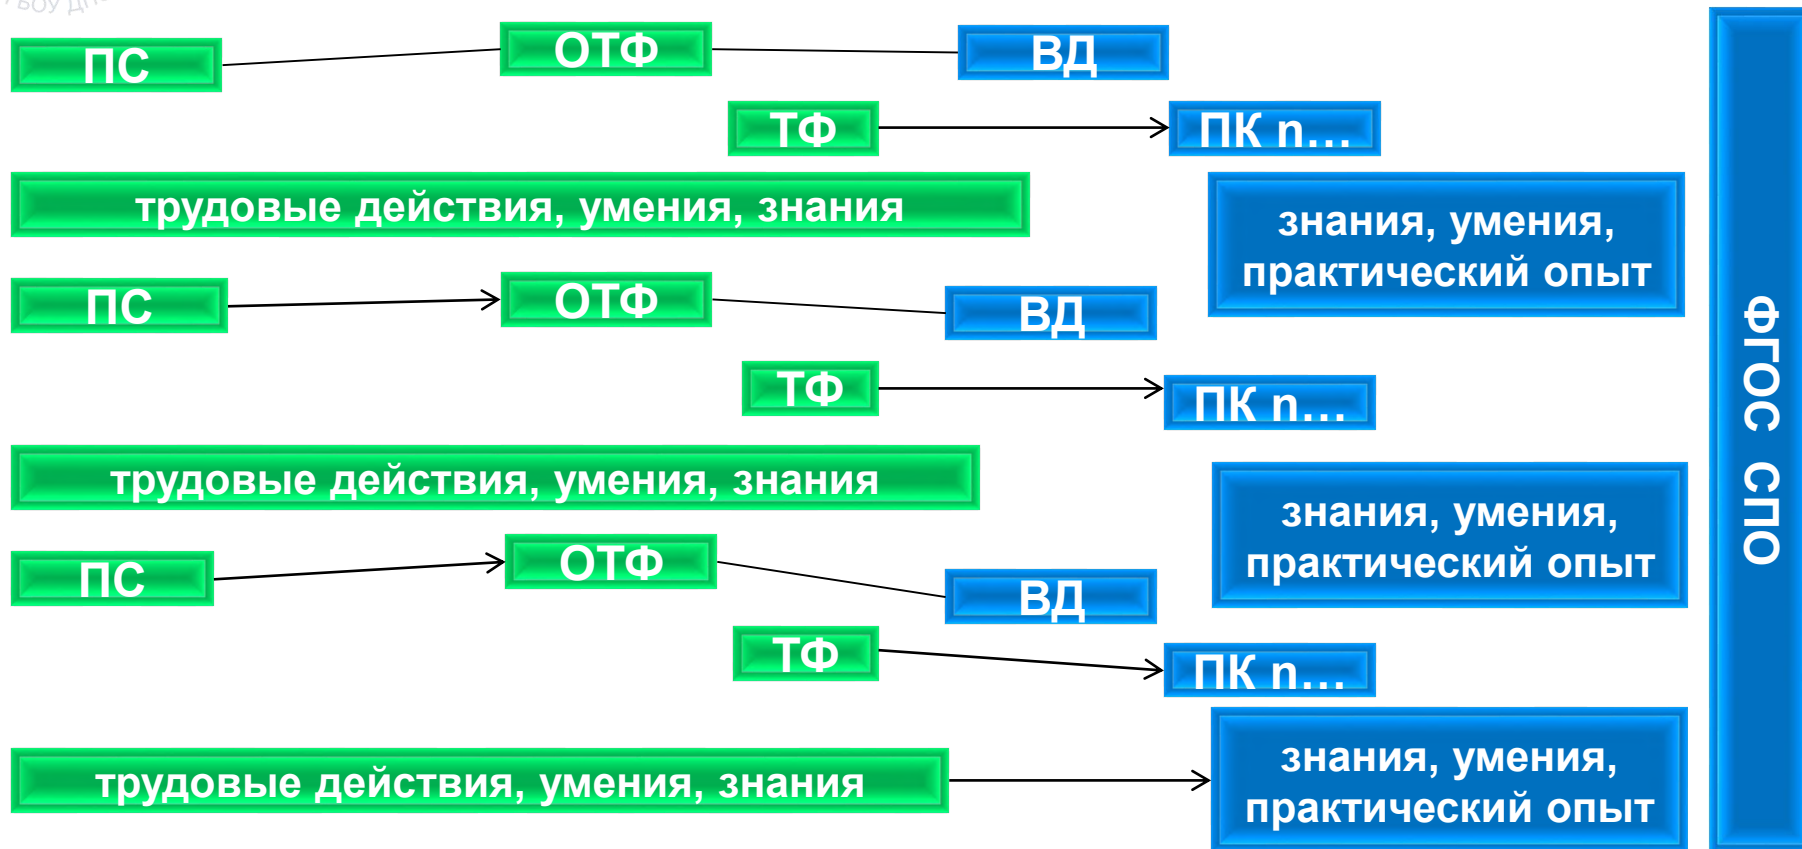 БОУ
ПС
ОТФ
ВД
ТФ
ПК n…
трудовые действия, умения, знания
знания, умения,
практический опыт
ПС
ОТФ
ВД
ТФ
ПК n…
трудовые действия, умения, знания
знания, умения,
практический опыт
ПС
ОТФ
ВД
ТФ
ПК n…
трудовые действия, умения, знания
знания, умения,
практический опыт
ФГОС СПО